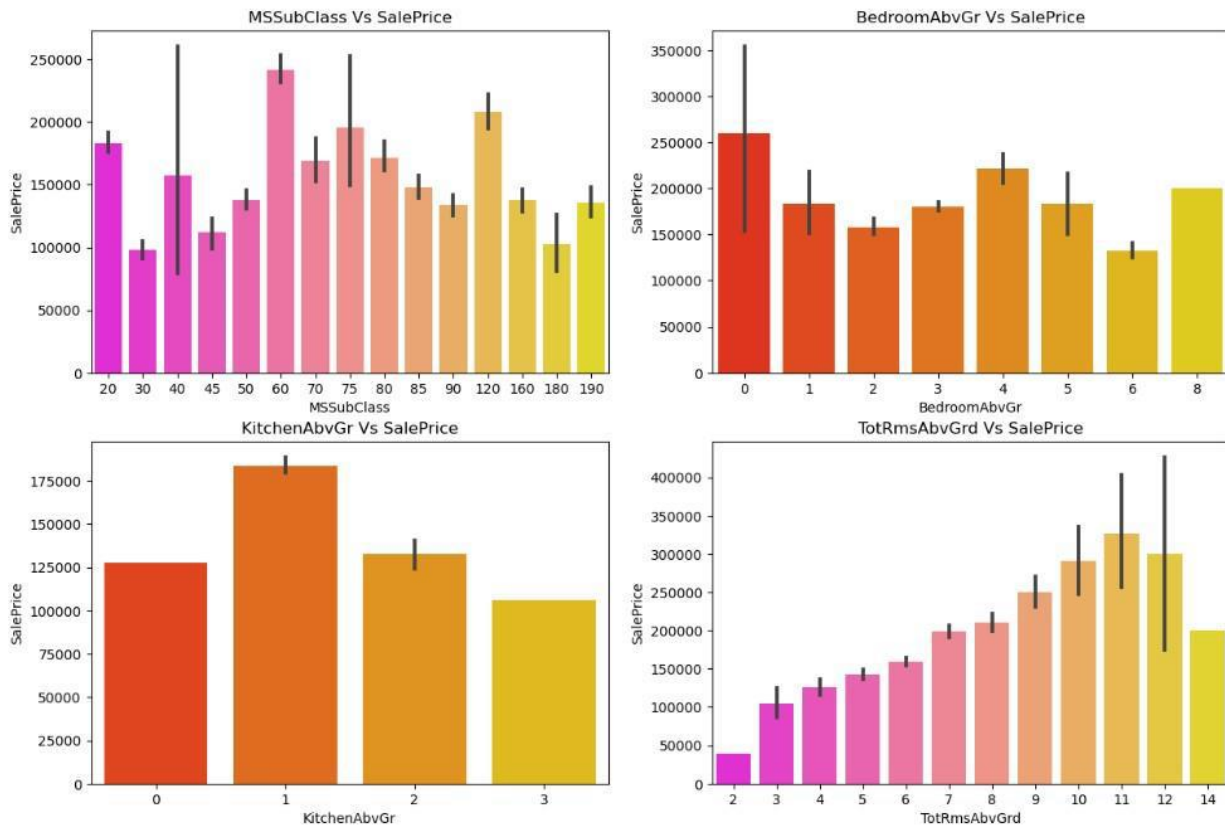 MSSubClass Vs SalePrice
SalePrice
250000
200000
150000
100000
50000
0
20 30 40 45 50 60 70 75 80 85 90 120 160 180 190
MSSubClass
BedroomAbvGr Vs SalePrice
SalePrice
350000
300000
250000
200000
150000
100000
50000
0
0 1 2 3 4 5 6 8
BedroomAbvGr
KitchenAbvGr Vs SalePrice
SalePrice
175000
150000
125000
100000
75000
50000
25000
0
0 1 2 3
KitchenAbvGr
TotRmsAbvGrd Vs SalePrice
SalePrice
400000
350000
300000
250000
200000
150000
100000
50000
0
2 3 4 5 6 7 8 9 10 11 12 14
TotRmsAbvGrd